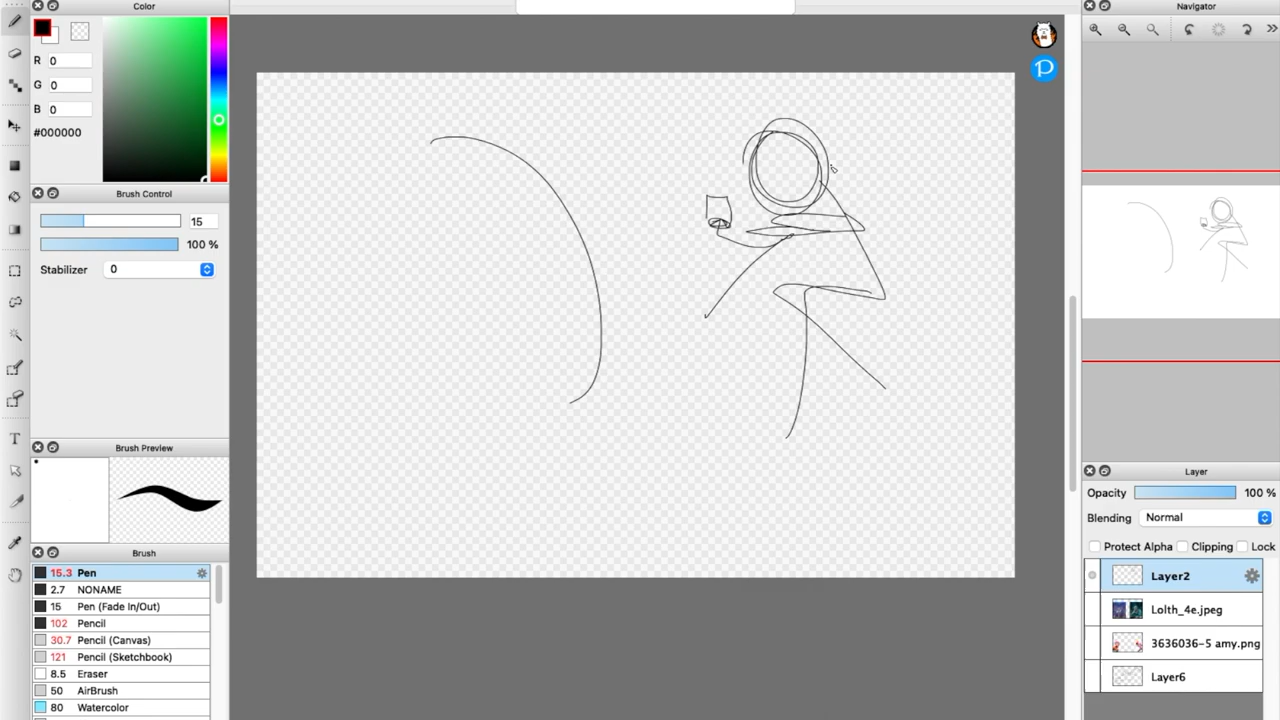 Color
R 0
G 0
B 0
#000000
Brush Control
15
100 %
Stabilizer 0
Brush Preview
Brush
15.3 Pen
2.7 NONAME
15 Pen (Fade In/Out)
102 Pencil
30.7 Pencil (Canvas)
121 Pencil (Sketchbook)
8.5 Eraser
50 AirBrush
80 Watercolor
T
P
Navigator
Layer
Opacity 100 %
Blending Normal
Protect Alpha Clipping Lock
Layer2
Lolth_4e.jpeg
3636036-5 amy.png
Layer6